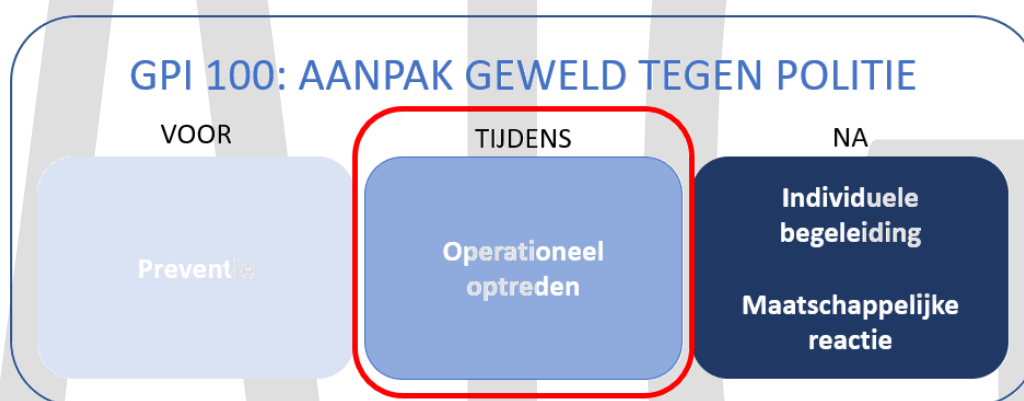 GPI 100: AANPAK GEWELD TEGEN POLITIE
VOOR
TIJDENS
NA
Preventie
Operationeel
optreden
Individuele
begeleiding
Maatschappelijke
reactie